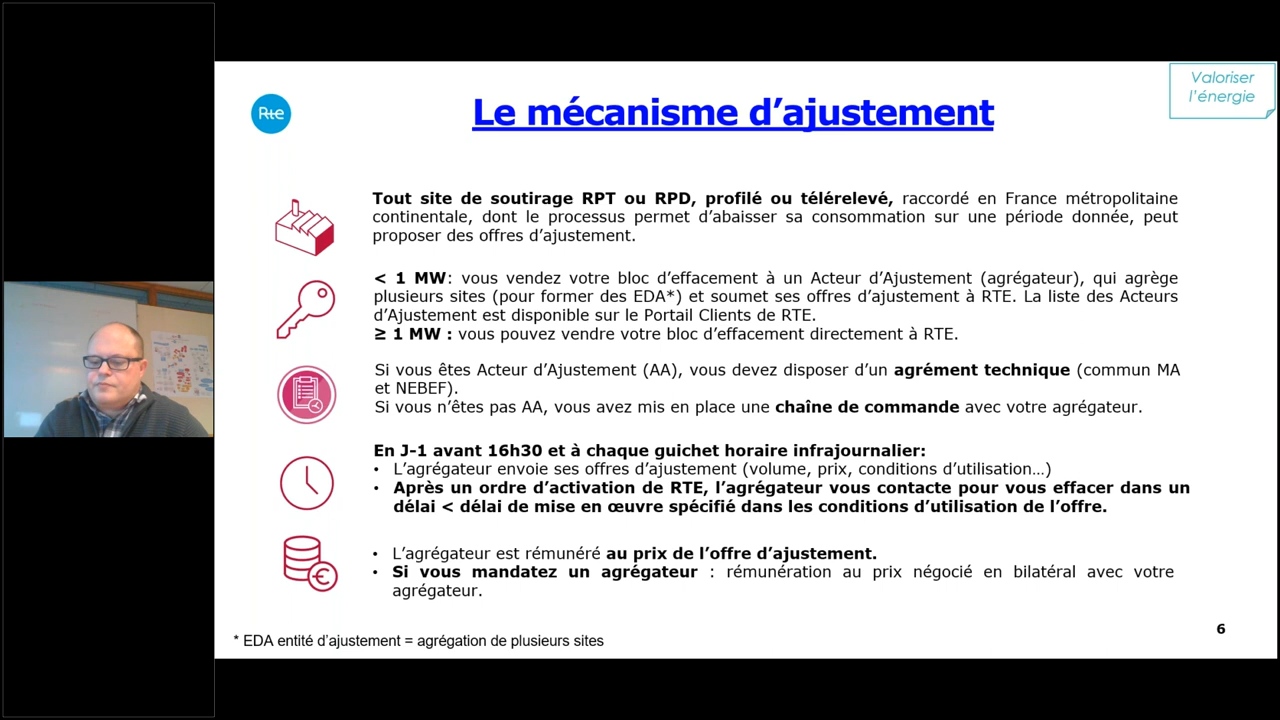 Valoriser
l'énergie
Rte
Le mécanisme d'ajustement
Tout site de soutirage RPT ou RPD, profilé ou télérelevé, raccordé en France métropolitaine
continentale, dont le processus permet d'abaisser sa consommation sur une période donnée, peut
proposer des offres d'ajustement.
< 1 MW: vous vendez votre bloc d'effacement à un Acteur d'Ajustement (agrégateur), qui agrège
plusieurs sites (pour former des EDA*) et soumet ses offres d'ajustement à RTE. La liste des Acteurs
d'Ajustement est disponible sur le Portail Clients de RTE.
≥ 1 MW : vous pouvez vendre votre bloc d'effacement directement à RTE.
Si vous êtes Acteur d'Ajustement (AA), vous devez disposer d'un agrément technique (commun MA
et NEBEF).
Si vous n'êtes pas AA, vous avez mis en place une chaîne de commande avec votre agrégateur.
En J-1 avant 16h30 et à chaque guichet horaire infrajournalier:
• L'agrégateur envoie ses offres d'ajustement (volume, prix, conditions d'utilisation…)
• Après un ordre d'activation de RTE, l'agrégateur vous contacte pour vous effacer dans un
délai < délai de mise en œuvre spécifié dans les conditions d'utilisation de l'offre.
• L'agrégateur est rémunéré au prix de l'offre d'ajustement.
• Si vous mandatez un agrégateur : rémunération au prix négocié en bilatéral avec votre
agrégateur.
* EDA entité d'ajustement = agrégation de plusieurs sites
6